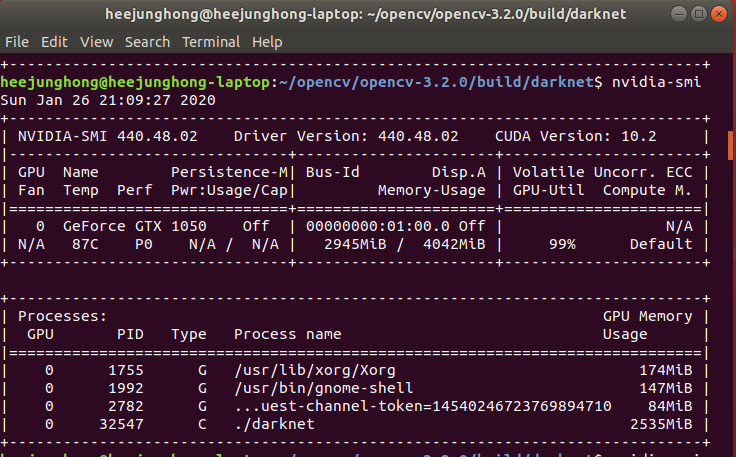 heejunghong@heejunghong-laptop: ~/opencv/opencv-3.2.0/build/darknet
File Edit View Search Terminal Help
+-----------------------------------------------------------------------------+
heejunghong@heejunghong-laptop:~/opencv/opencv-3.2.0/build/darknet$ nvidia-smi
Sun Jan 26 21:09:27 2020
+-----------------------------------------------------------------------------+
| NVIDIA-SMI 440.48.02    Driver Version: 440.48.02    CUDA Version: 10.2     |
|-------------------------------+----------------------+----------------------+
| GPU  Name        Persistence-M| Bus-Id        Disp.A | Volatile Uncorr. ECC |
| Fan  Temp  Perf  Pwr:Usage/Cap|         Memory-Usage | GPU-Util  Compute M. |
|===============================+======================+======================|
|   0  GeForce GTX 1050    Off  | 00000000:01:00.0 Off |                  N/A |
| N/A   87C    P0    N/A /  N/A |   2945MiB /  4042MiB |     99%      Default |
+-------------------------------+----------------------+----------------------+
+-----------------------------------------------------------------------------+
| Processes:                                                       GPU Memory |
|  GPU       PID   Type   Process name                             Usage      |
|=============================================================================|
|    0      1755      G   /usr/lib/xorg/Xorg                           174MiB |
|    0      1992      G   /usr/bin/gnome-shell                         147MiB |
|    0      2782      G   ...uest-channel-token=14540246723769894710    84MiB |
|    0     32547      C   ./darknet                                   2535MiB |
+-----------------------------------------------------------------------------+